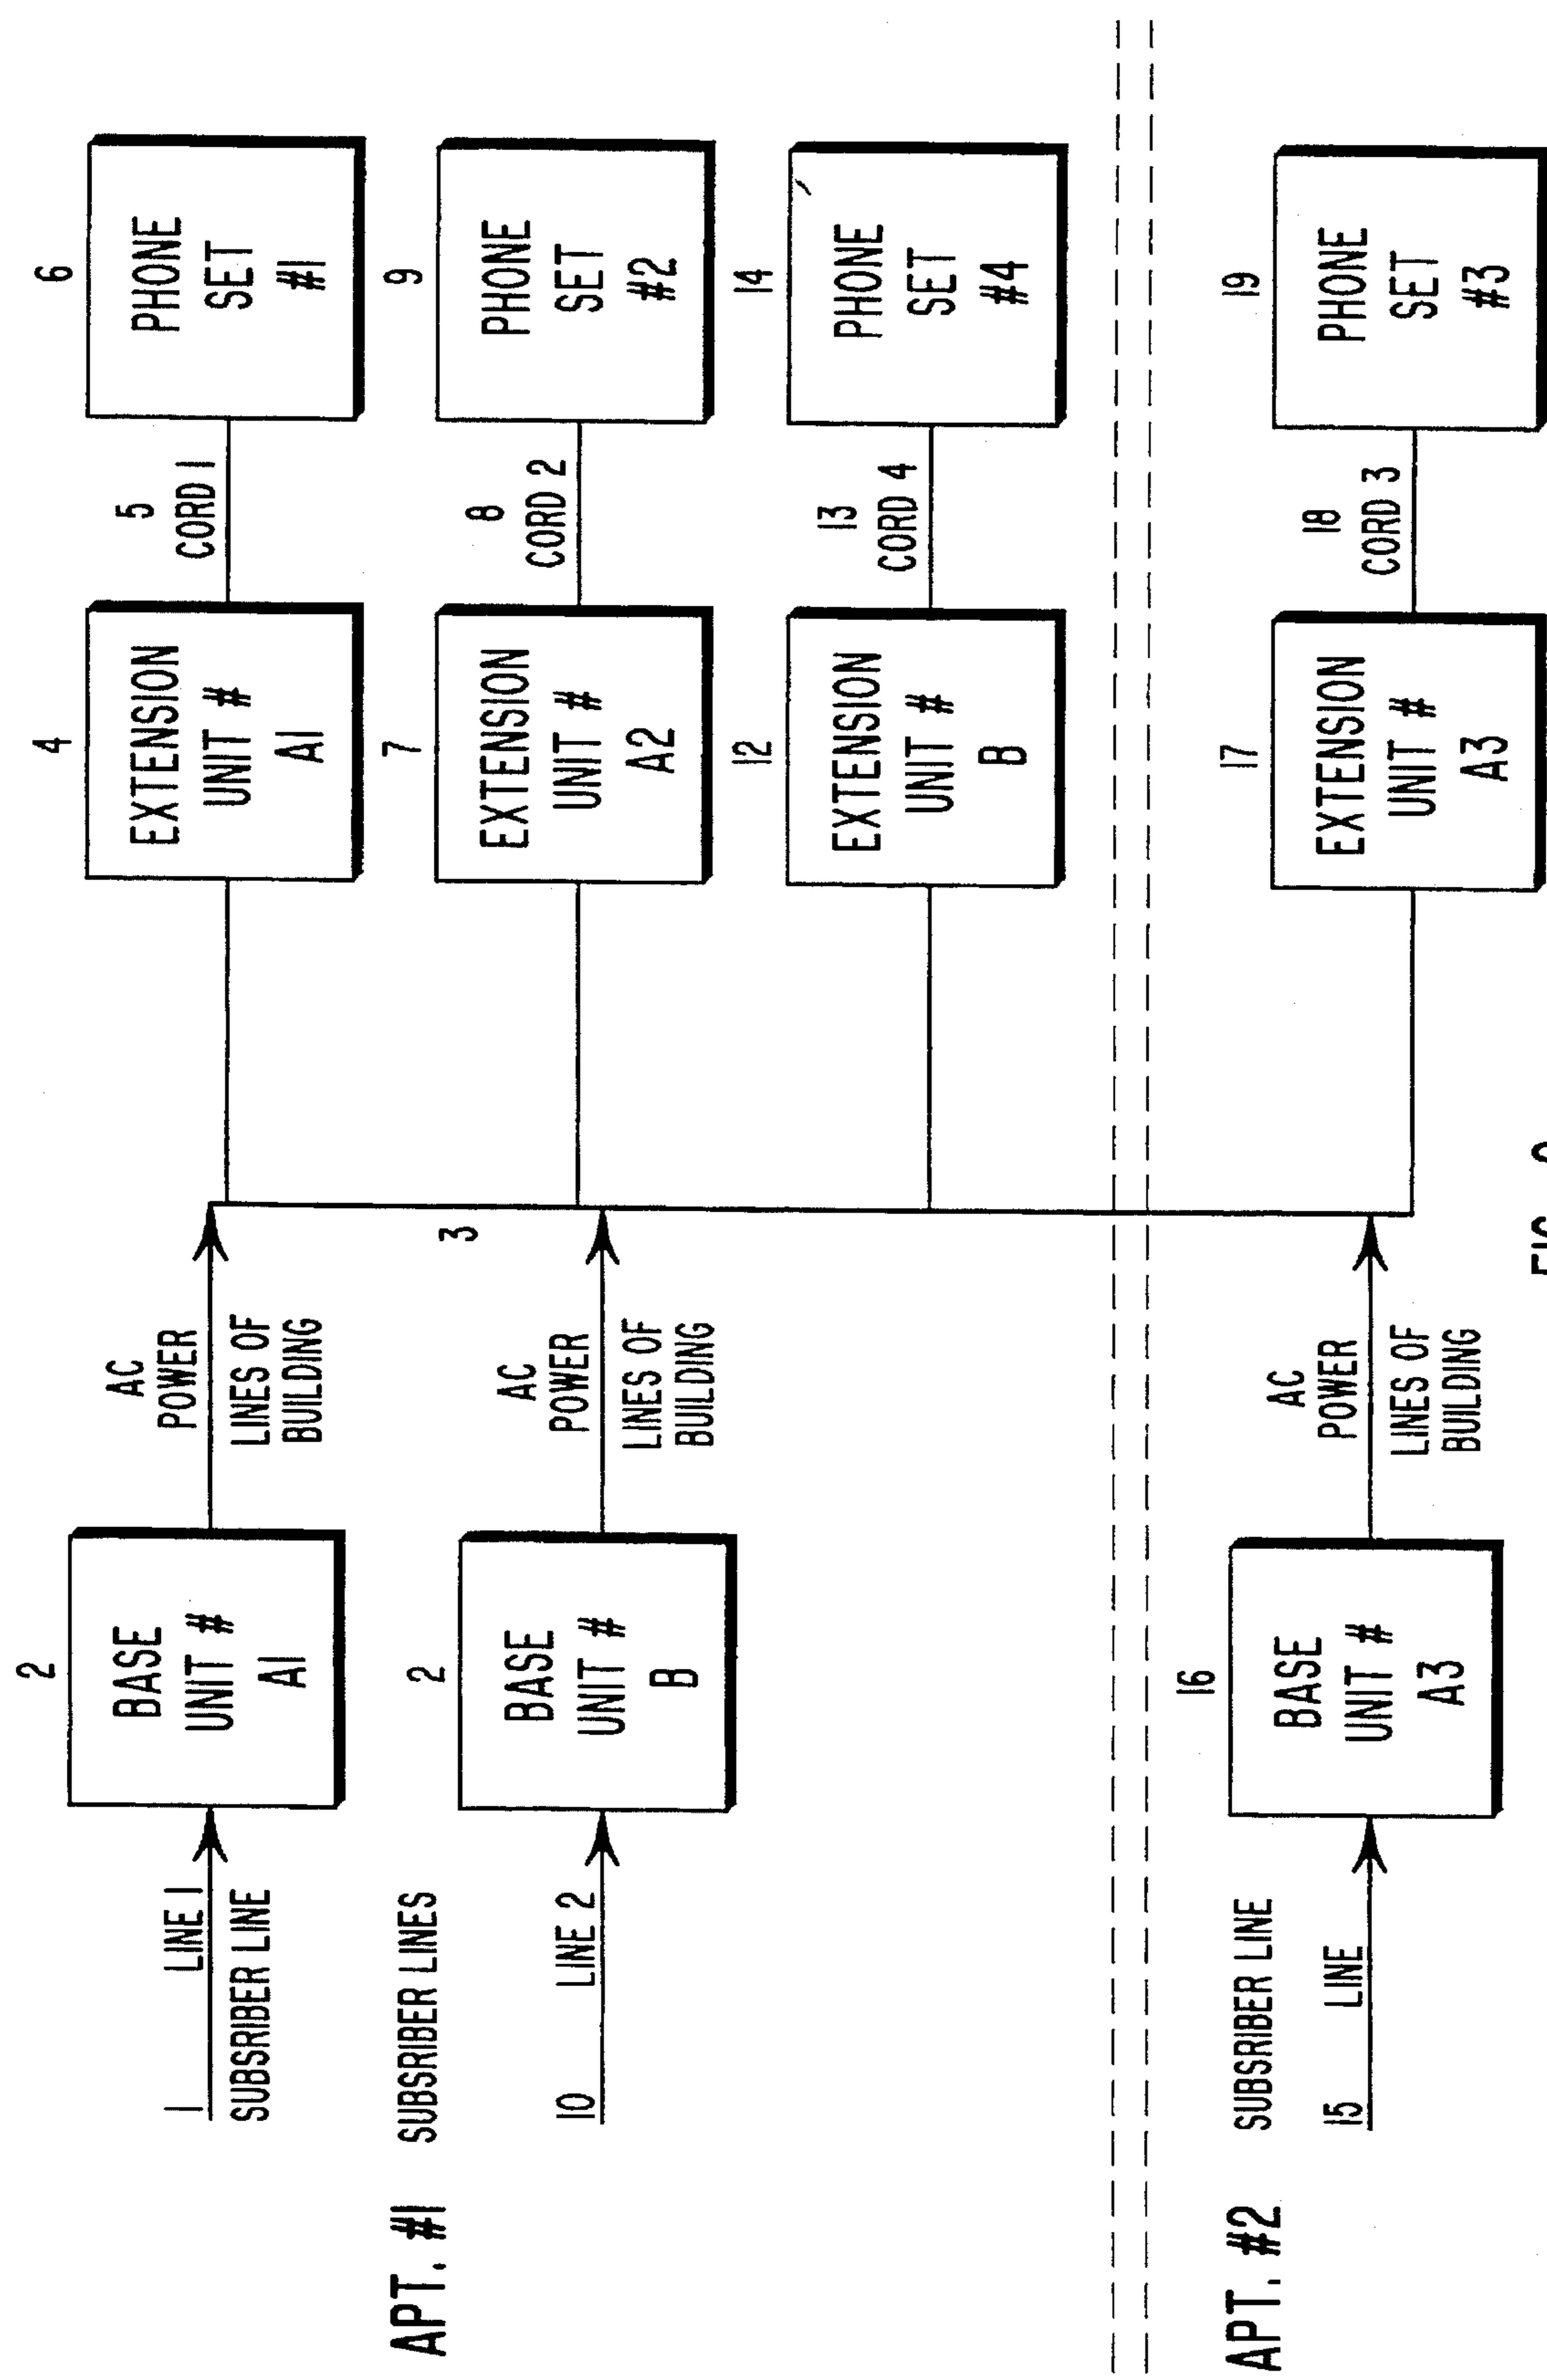 1
LINE 1
SUBSRIBER LINE
2
BASE
UNIT #
A1
AC
POWER
LINES OF
BUILDING
4
EXTENSION
UNIT #
A1
5
CORD 1
6
PHONE
SET
#1
APT. #1
SUBSRIBER LINES
10
LINE 2
2
BASE
UNIT #
B
AC
POWER
LINES OF
BUILDING
3
7
EXTENSION
UNIT #
A2
8
CORD 2
9
PHONE
SET
#2
12
EXTENSION
UNIT #
B
13
CORD 4
14
PHONE
SET
#4
APT. #2
SUBSRIBER LINE
15
LINE
16
BASE
UNIT #
A3
AC
POWER
LINES OF
BUILDING
17
EXTENSION
UNIT #
A3
18
CORD 3
19
PHONE
SET
#3